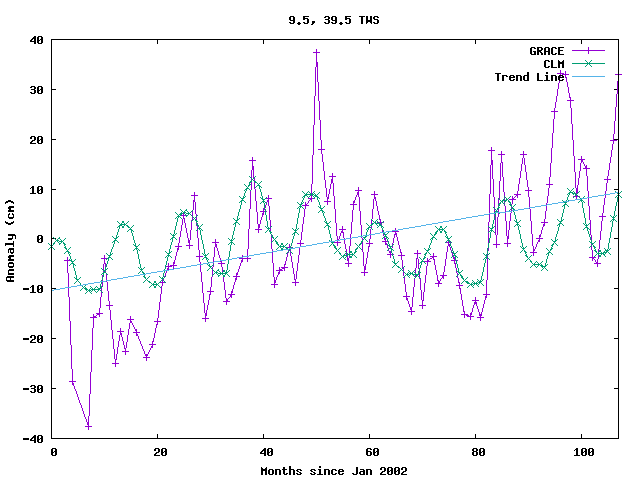 9.5, 39.5 TWS
GRACE
CLM
Trend Line
40
30
20
10
0
-10
-20
-30
-40
Anomaly (cm)
0 20 40 60 80 100
Months since Jan 2002